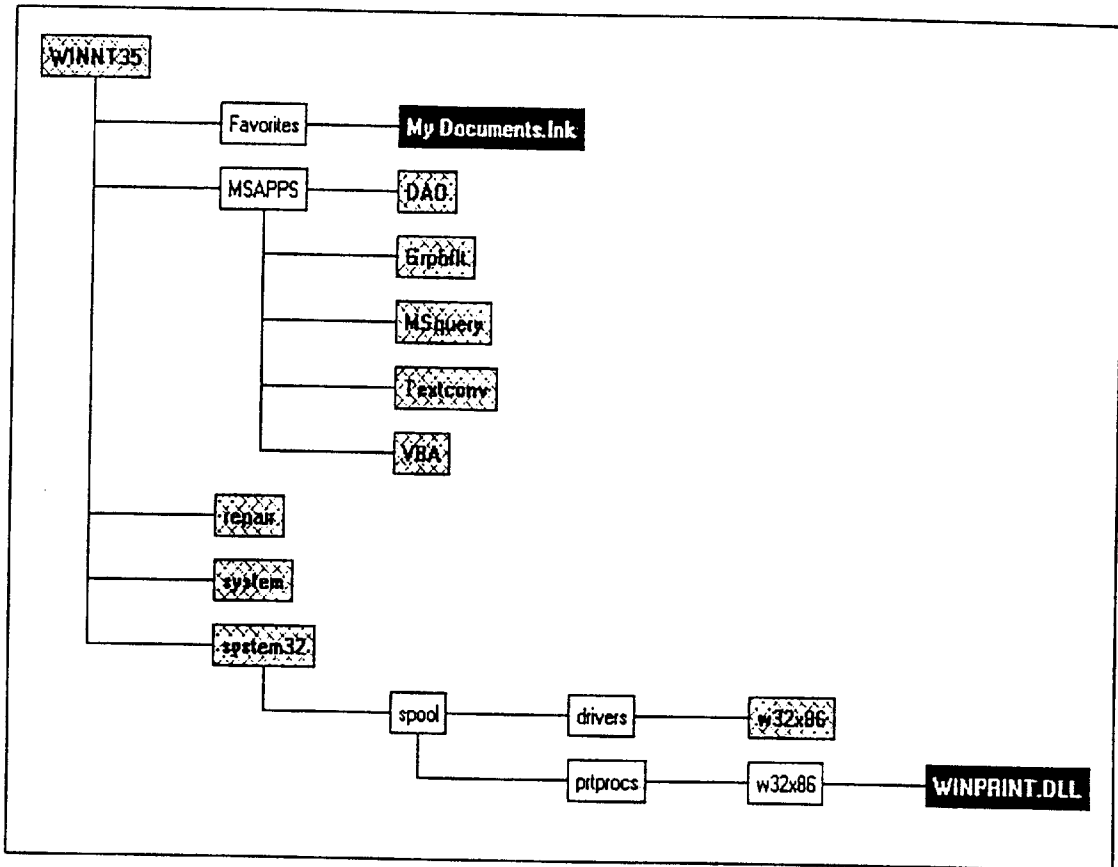 WINNT35
Favorites
My Documents.lnk
MSAPPS
DAO
Grphflt
MSquery
Textconv
VBA
repair
system
system32
spool
drivers
w32x86
prtprocs
w32x86
WINPRINT.DLL